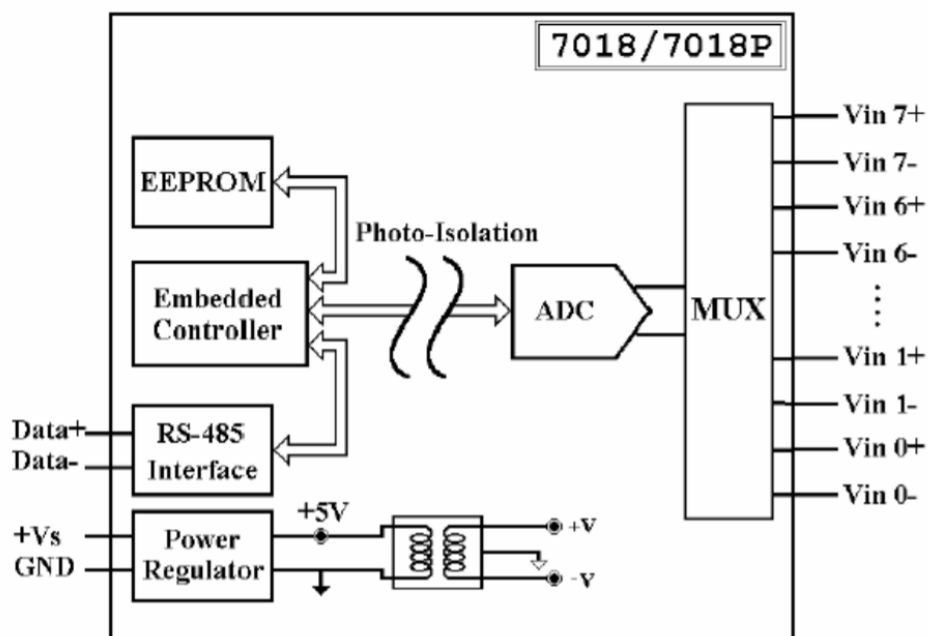 7018/7018P
Vin 7+
Vin 7-
Vin 6+
Vin 6-
Vin 1+
Vin 1-
Vin 0+
Vin 0-
EEPROM
Photo-Isolation
Embedded
Controller
ADC
MUX
Data+
Data-
RS-485
Interface
+Vs
GND
Power
Regulator
+5V
+V
-V